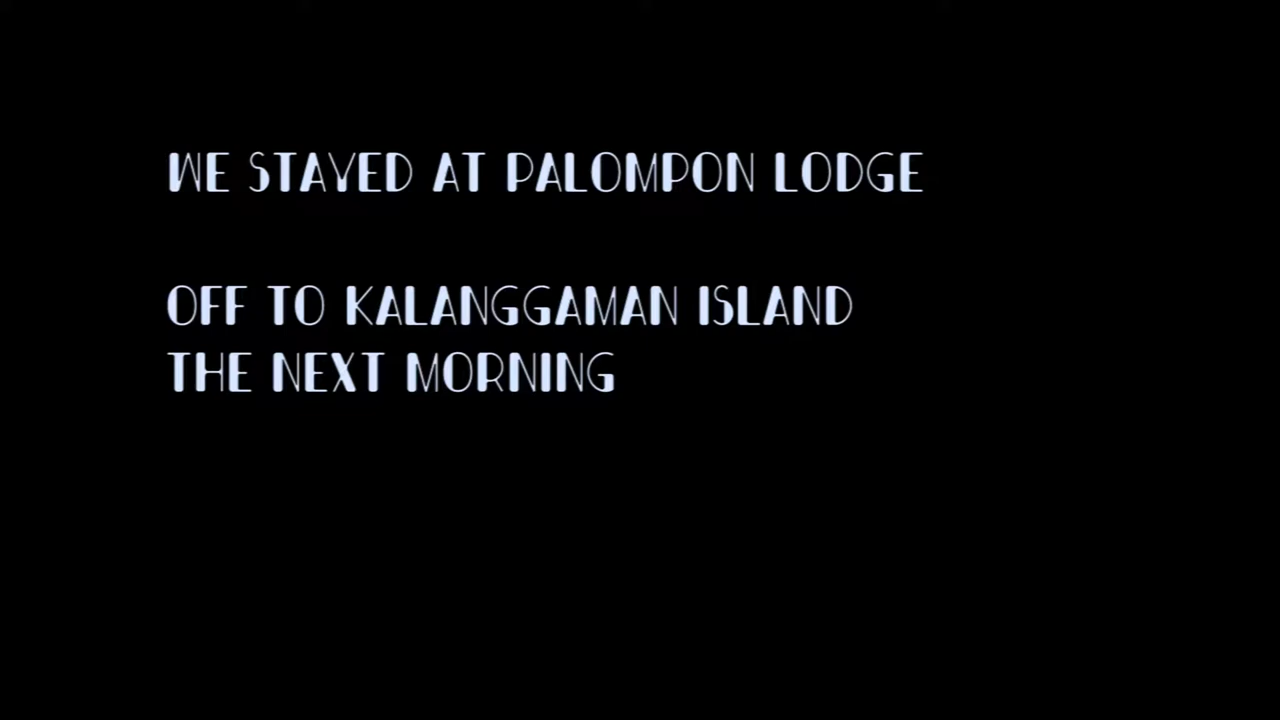 WE STAYED AT PALOMPON LODGE
OFF TO KALANGGAMAN ISLAND
THE NEXT MORNING